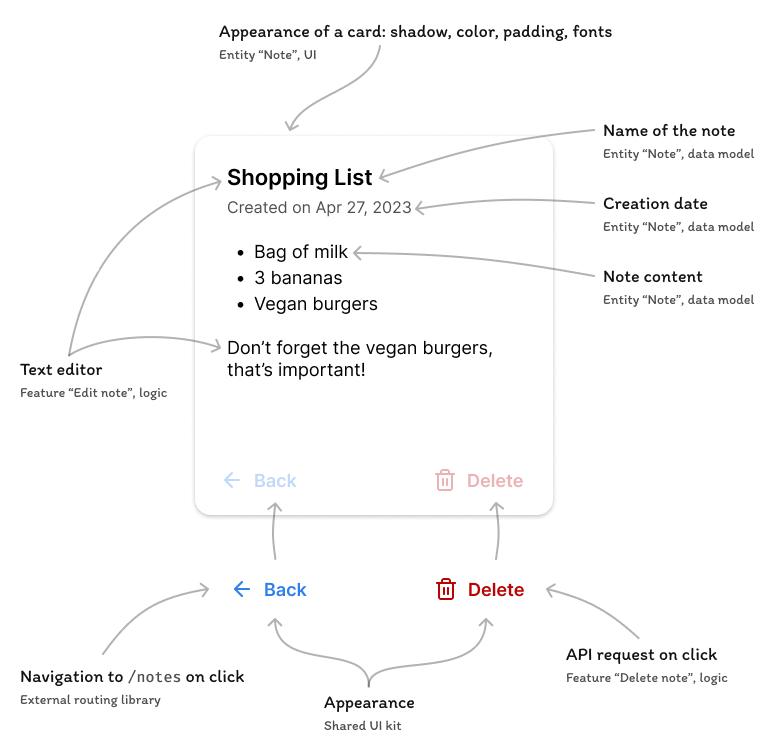 Appearance of a card: shadow, color, padding, fonts
Entity “Note”, UI
Name of the note
Entity “Note”, data model
Shopping List
Created on Apr 27, 2023
Creation date
Entity “Note”, data model
• Bag of milk
• 3 bananas
• Vegan burgers
Note content
Entity “Note”, data model
Don’t forget the vegan burgers,
that’s important!
Text editor
Feature “Edit note”, logic
Back
Delete
Back
Delete
Navigation to /notes on click
External routing library
Appearance
Shared UI kit
API request on click
Feature “Delete note”, logic